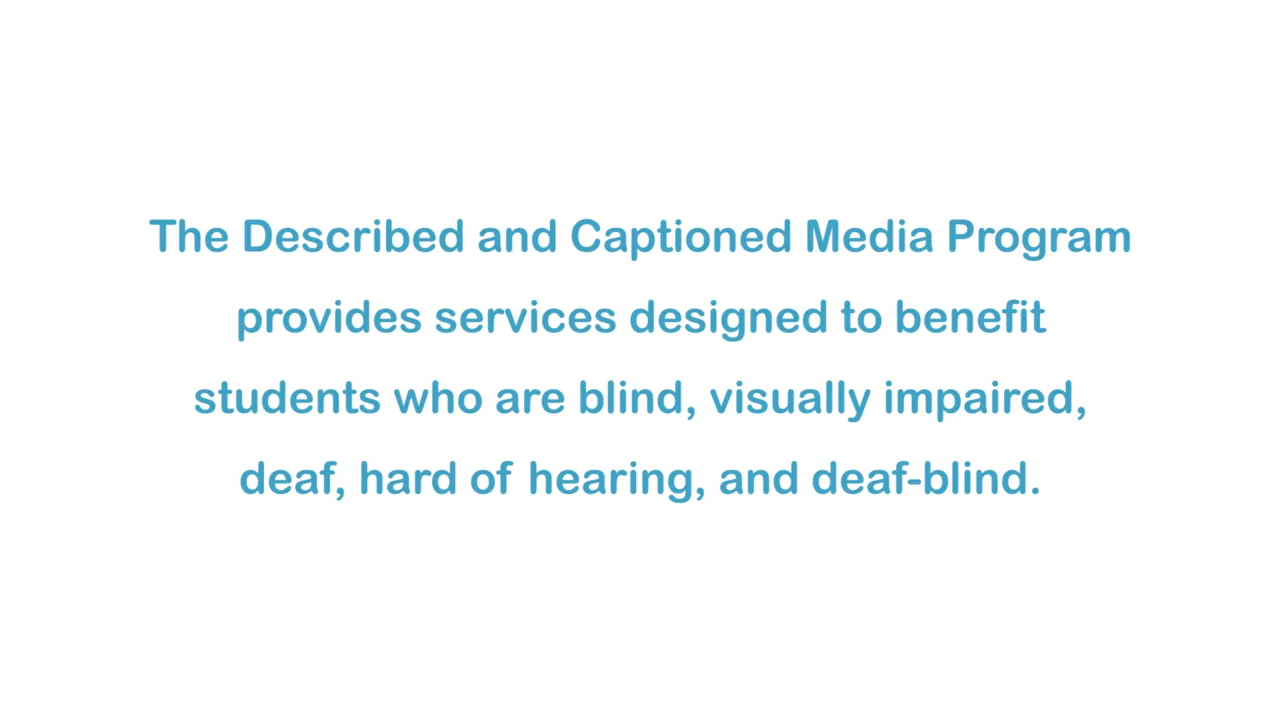 The Described and Captioned Media Program
provides services designed to benefit
students who are blind, visually impaired,
deaf, hard of hearing, and deaf-blind.